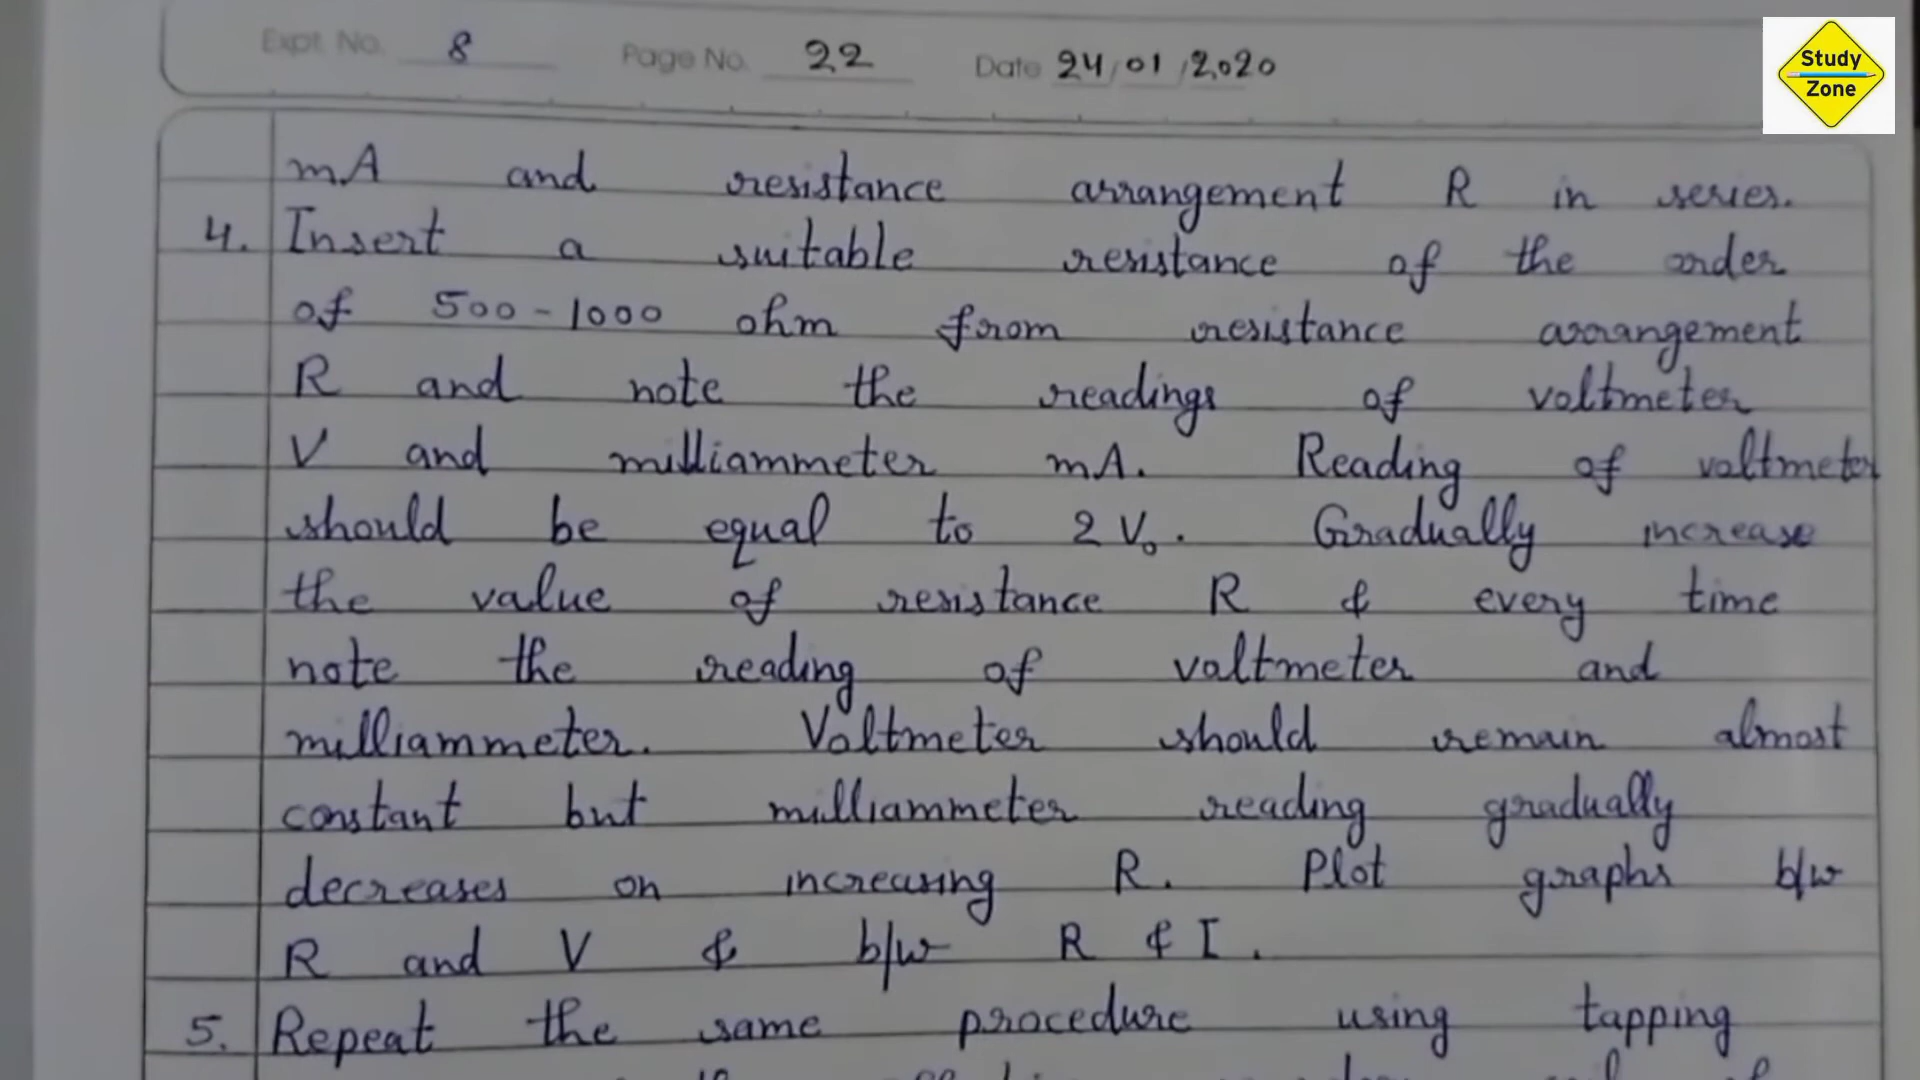 Expt. No. 8 Page No. 22 Date 24/01/2020
Study
Zone
mA and resistance arrangement R in series.
4. Insert a suitable resistance of the order
of 500-1000 ohm from resistance arrangement
R and note the readings of voltmeter
V and milliammeter mA. Reading of voltmeter
should be equal to 2 V₀. Gradually increase
the value of resistance R & every time
note the reading of voltmeter and
milliammeter. Voltmeter should remain almost
constant but milliammeter reading gradually
decreases on increasing R. Plot graphs b/w
R and V & b/w R & I.
5. Repeat the same procedure using tapping